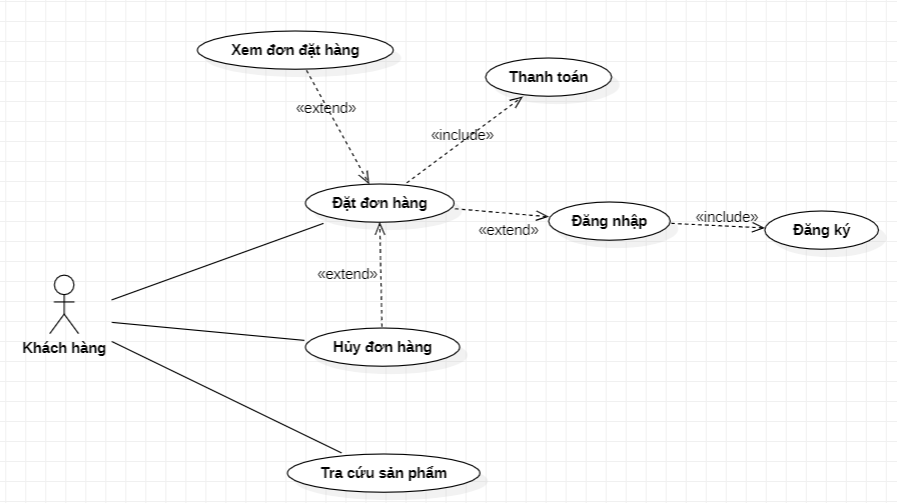 Xem đơn đặt hàng
Thanh toán
«extend»
«include»
Đặt đơn hàng
Đăng nhập
«include»
Đăng ký
«extend»
«extend»
Khách hàng
Hủy đơn hàng
Tra cứu sản phẩm